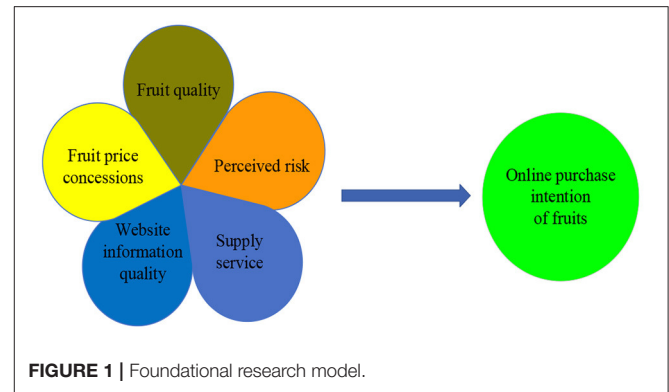 Fruit quality
Fruit price
concessions
Perceived risk
Website
information
quality
Supply
service
Online purchase
intention
of fruits
FIGURE 1 | Foundational research model.